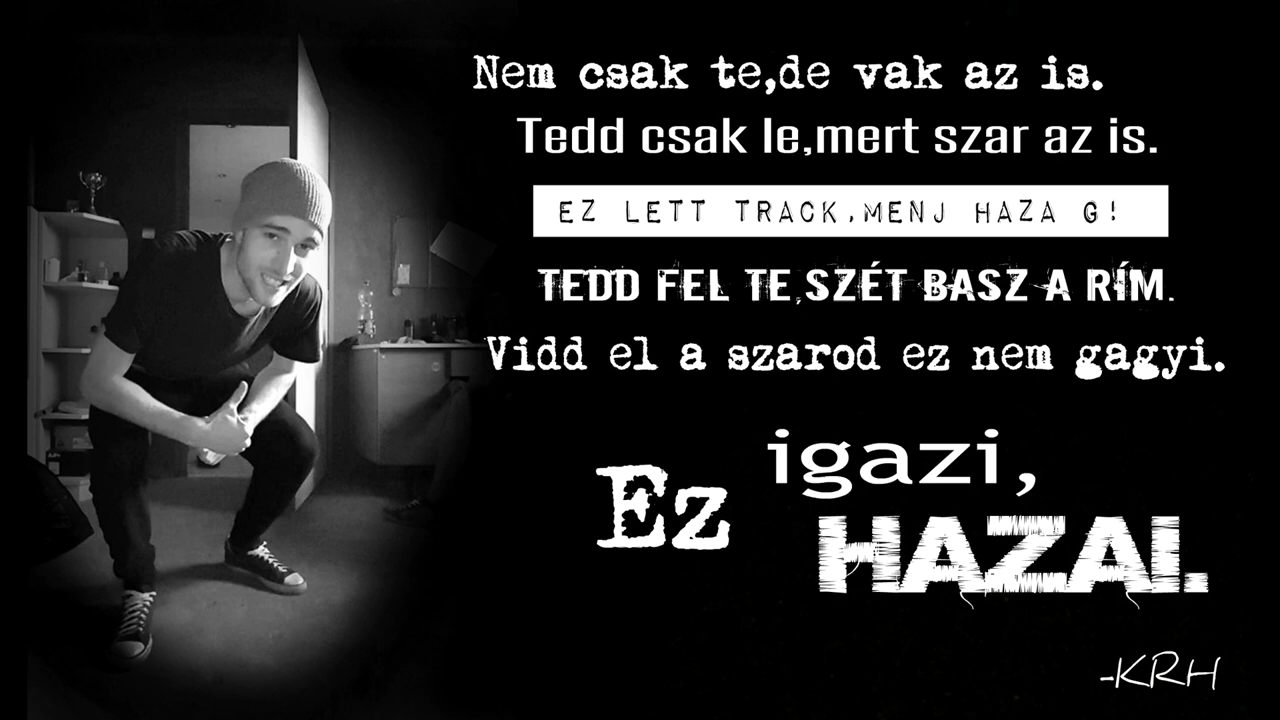 Nem csak te,de vak az is.
Tedd csak le,mert szar az is.
EZ LETT TRACK,MENJ HAZA G!
TEDD FEL TE,SZÉT BASZ A RÍM.
Vidd el a szarod ez nem gagyi.
Ez igazi,
HAZAI.
-KRH